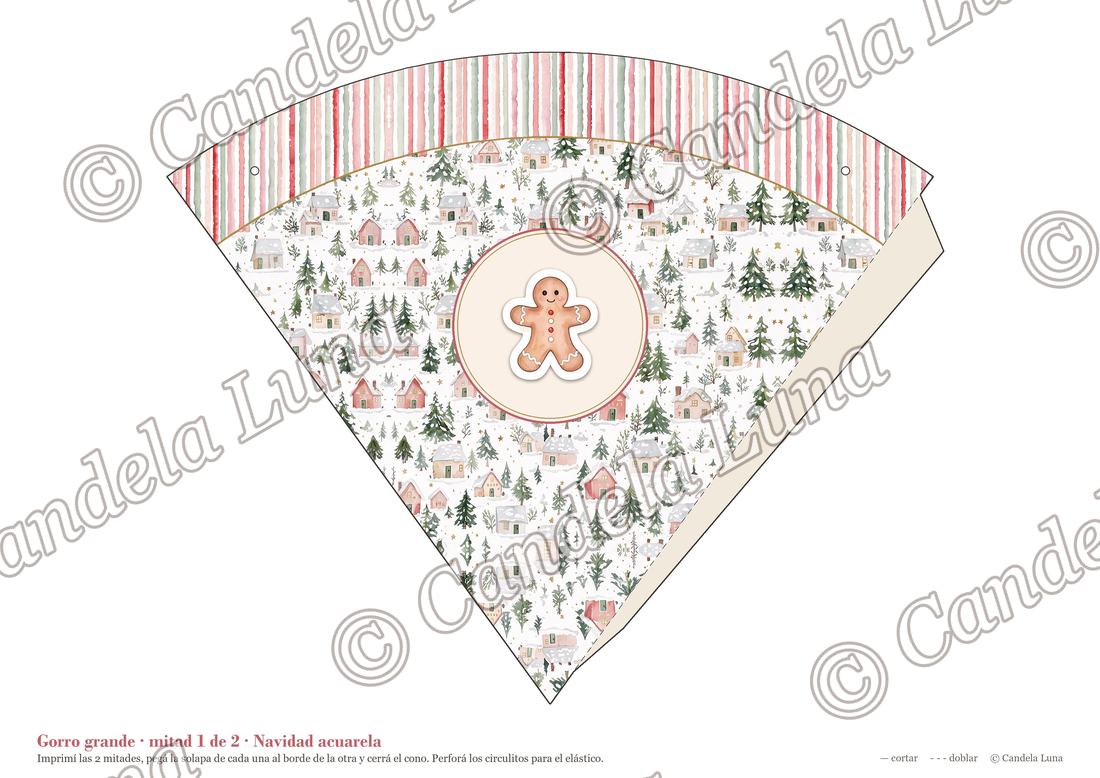 © Candela Luna
© Candela Luna
© Candela Luna
© Candela Luna
© Candela
Gorro grande · mitad 1 de 2 · Navidad acuarela
Imprimí las 2 mitades, pegá la solapa de cada una al borde de la otra y cerrá el cono. Perforá los circulitos para el elástico.
— cortar - - - doblar © Candela Luna